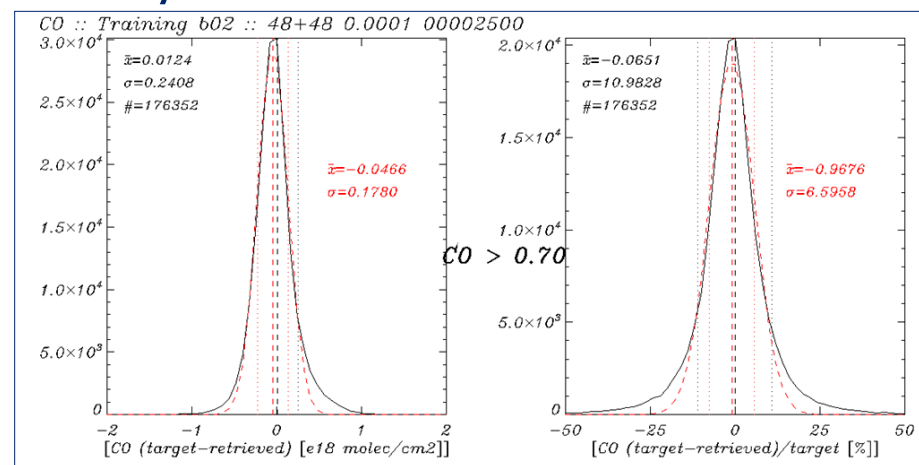 CO :: Training b02 :: 48+48 0.0001 00002500
3.0×10⁴
2.5×10⁴
2.0×10⁴
1.5×10⁴
1.0×10⁴
5.0×10³
0
x̄=0.0124
σ=0.2408
#=176352
x̄=−0.0466
σ=0.1780
−2 −1 0 1 2
[CO (target−retrieved) [e18 molec/cm2]]
CO > 0.70
2.0×10⁴
1.5×10⁴
1.0×10⁴
5.0×10³
0
x̄=−0.0651
σ=10.9828
#=176352
x̄=−0.9676
σ=6.5958
−50 −25 0 25 50
[CO (target−retrieved)/target [%]]